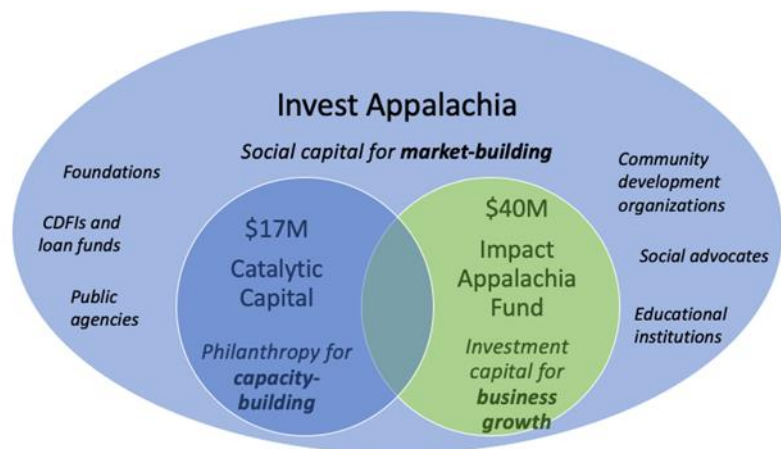 Invest Appalachia
Social capital for market-building
Foundations
CDFIs and
loan funds
Public
agencies
$17M
Catalytic
Capital
Philanthropy for
capacity-
building
$40M
Impact
Appalachia
Fund
Investment
capital for
business
growth
Community
development
organizations
Social advocates
Educational
institutions